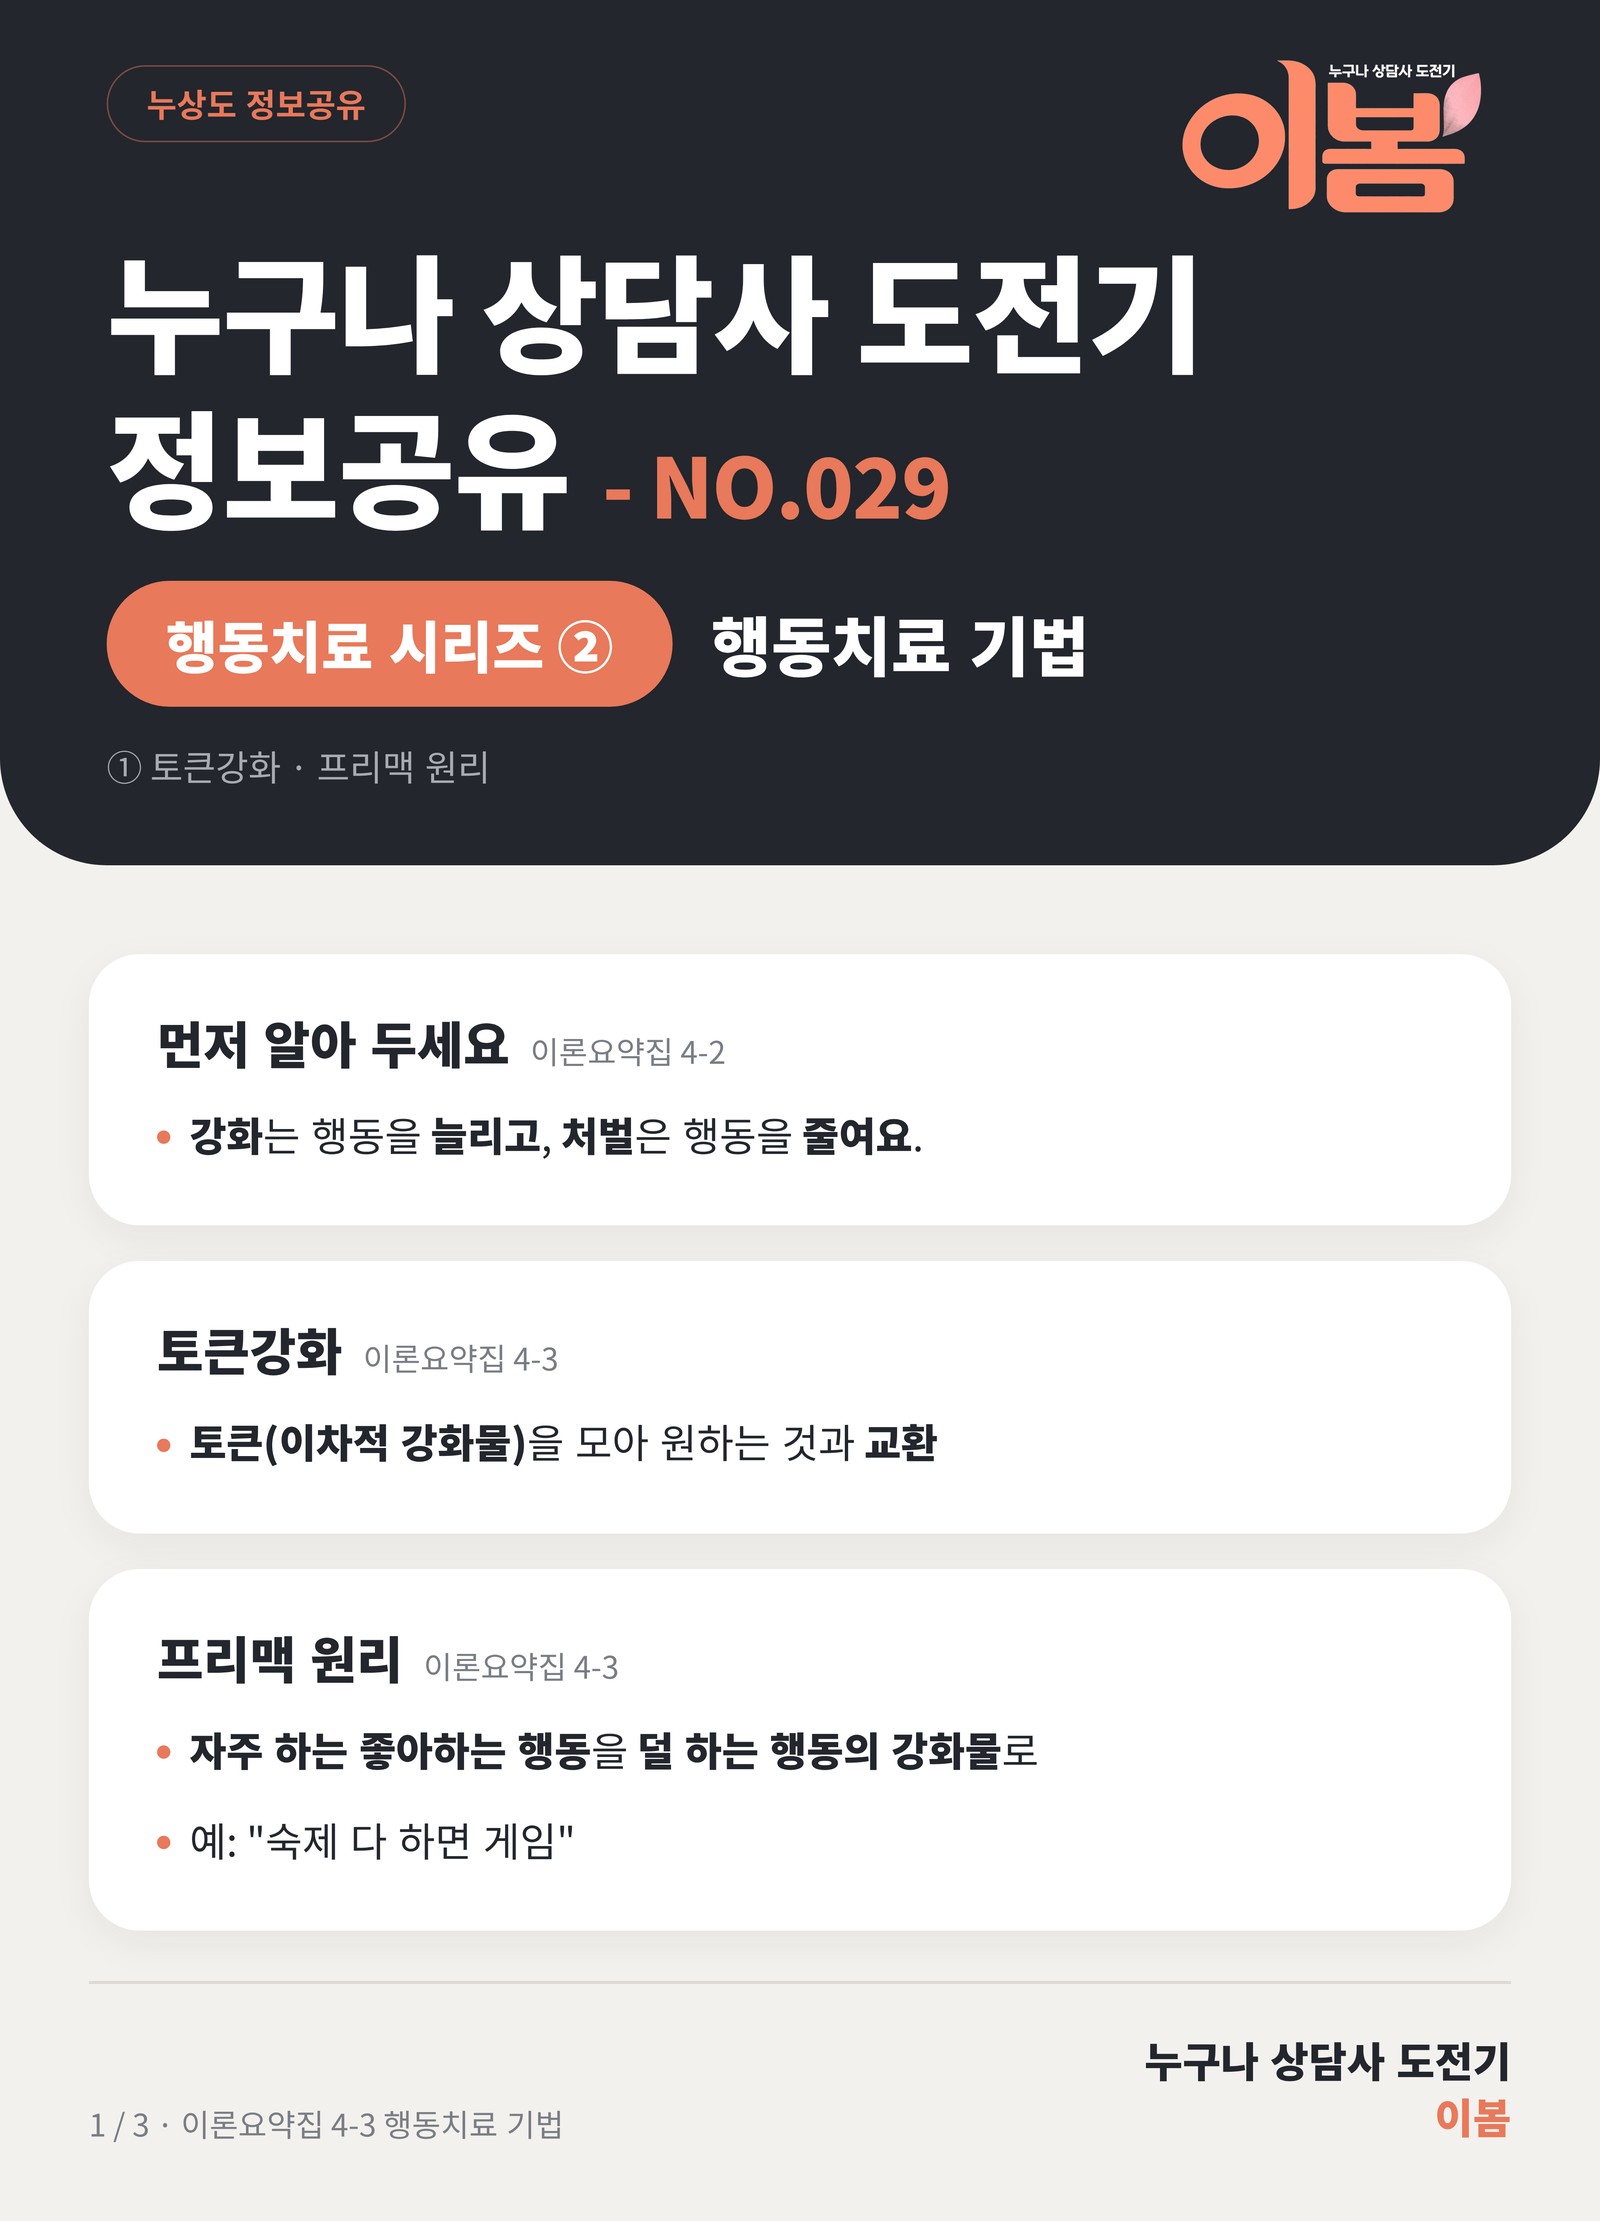 누상도 정보공유
누구나 상담사 도전기
이봄
누구나 상담사 도전기
정보공유 - NO.029
행동치료 시리즈 ② 행동치료 기법
① 토큰강화 · 프리맥 원리
먼저 알아 두세요 이론요약집 4-2
• 강화는 행동을 늘리고, 처벌은 행동을 줄여요.
토큰강화 이론요약집 4-3
• 토큰(이차적 강화물)을 모아 원하는 것과 교환
프리맥 원리 이론요약집 4-3
• 자주 하는 좋아하는 행동을 덜 하는 행동의 강화물로
• 예: "숙제 다 하면 게임"
누구나 상담사 도전기
1 / 3 · 이론요약집 4-3 행동치료 기법
이봄